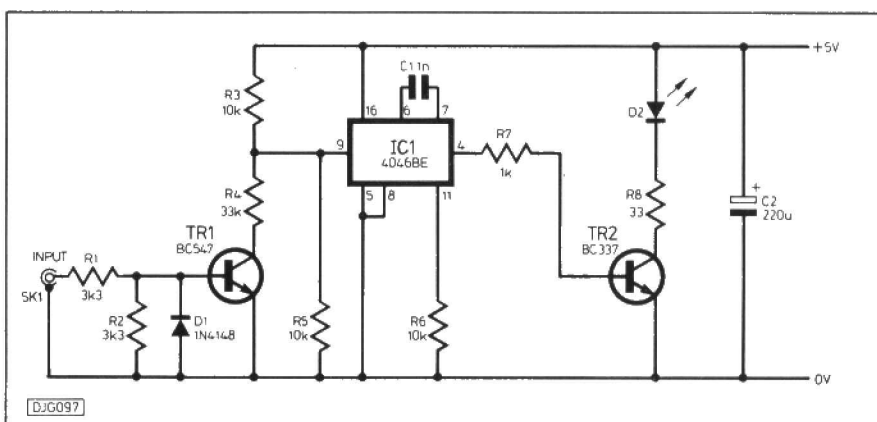 +5V
C1 1n
R3
10k
16
6
7
R7
D2
9
IC1
4046BE
4
1k
+
R4
33k
5
8
11
R8
33
C2
220u
TR1
BC547
TR2
BC337
INPUT
R1
SK1
3k3
R2
3k3
D1
1N4148
R5
10k
R6
10k
0V
DJG097